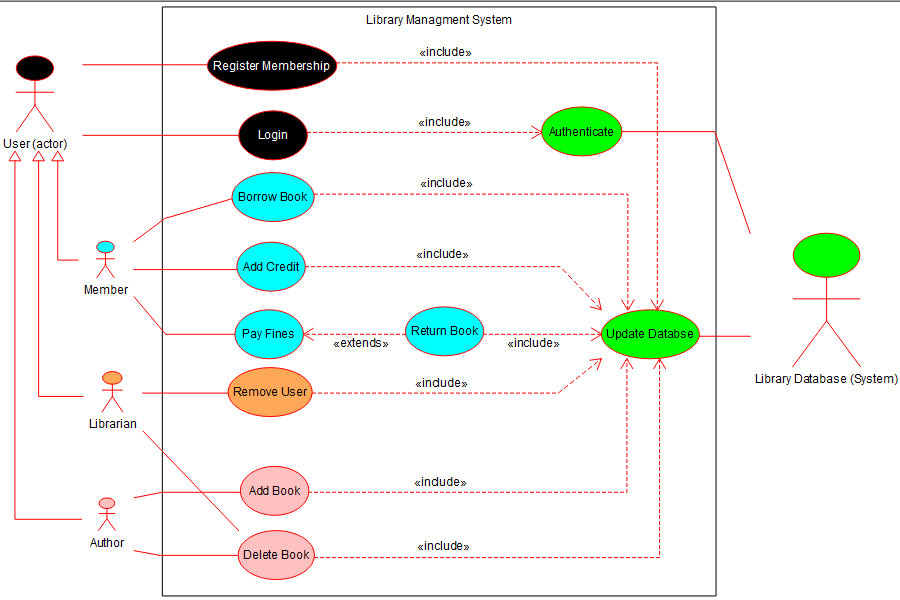 Library Managment System
«include»
Register Membership
User(actor)
«include»
Login
Authenticate
«include»
Borrow Book
«include»
Add Credit
Member
Pay Fines
«extends»
Return Book
«include»
Update Databse
Library Database (System)
«include»
Remove User
Librarian
«include»
Add Book
Author
«include»
Delete Book